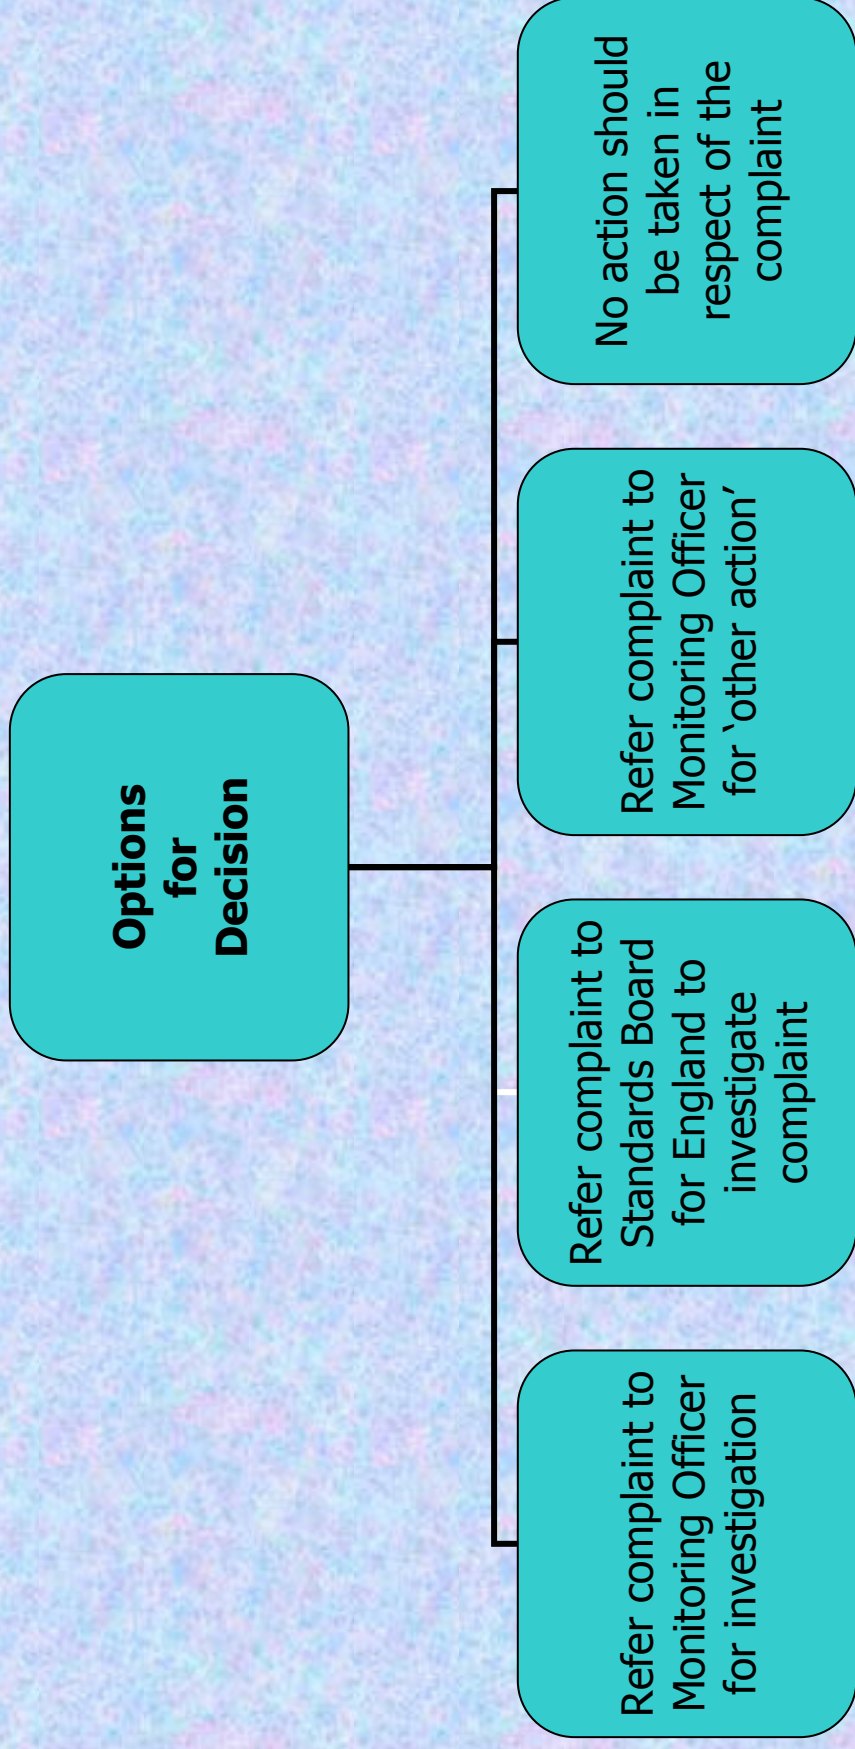 Options
for
Decision
Refer complaint to
Monitoring Officer
for investigation
Refer complaint to
Standards Board
for England to
investigate
complaint
Refer complaint to
Monitoring Officer
for ‘other action’
No action should
be taken in
respect of the
complaint